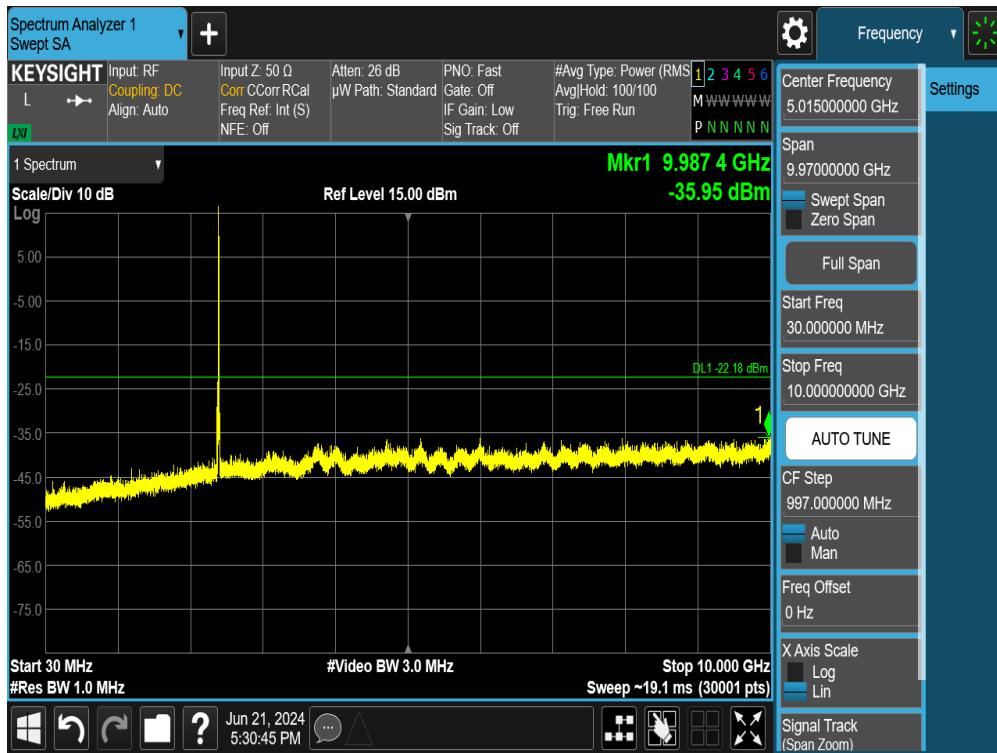 Spectrum Analyzer 1
Swept SA
+
Frequency
KEYSIGHT
L
LXI
Input: RF
Coupling: DC
Align: Auto
Input Z: 50 Ω
Corr CCorr RCal
Freq Ref: Int (S)
NFE: Off
Atten: 26 dB
µW Path: Standard
PNO: Fast
Gate: Off
IF Gain: Low
Sig Track: Off
#Avg Type: Power (RMS
Avg|Hold: 100/100
Trig: Free Run
1 2 3 4 5 6
M W W W W W
P N N N N N
1 Spectrum
Mkr1 9.987 4 GHz
-35.95 dBm
Scale/Div 10 dB
Ref Level 15.00 dBm
Log
5.00
-5.00
-15.0
DL1 -22.18 dBm
-25.0
1
-35.0
-45.0
-55.0
-65.0
-75.0
Start 30 MHz
#Video BW 3.0 MHz
Stop 10.000 GHz
#Res BW 1.0 MHz
Sweep ~19.1 ms (30001 pts)
?
Jun 21, 2024
5:30:45 PM
Center Frequency
5.015000000 GHz
Settings
Span
9.97000000 GHz
Swept Span
Zero Span
Full Span
Start Freq
30.000000 MHz
Stop Freq
10.000000000 GHz
AUTO TUNE
CF Step
997.000000 MHz
Auto
Man
Freq Offset
0 Hz
X Axis Scale
Log
Lin
Signal Track
(Span Zoom)